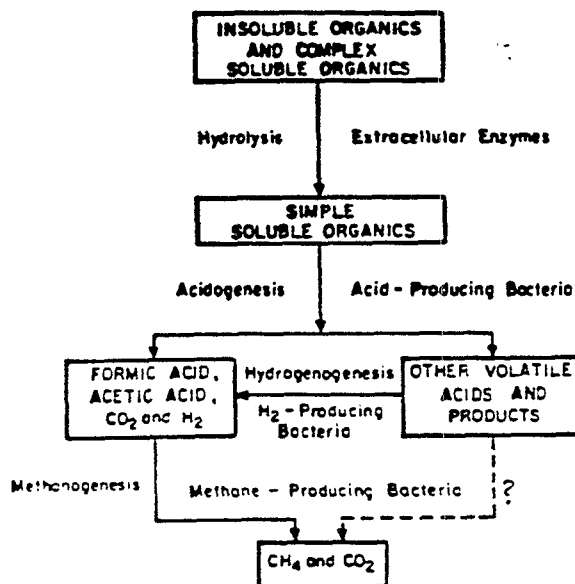 INSOLUBLE ORGANICS
AND COMPLEX
SOLUBLE ORGANICS
Hydrolysis
Extracellular Enzymes
SIMPLE
SOLUBLE ORGANICS
Acidogenesis
Acid - Producing Bacteria
FORMIC ACID,
ACETIC ACID,
CO2 and H2
Hydrogenogenesis
H2 - Producing
Bacteria
OTHER VOLATILE
ACIDS AND
PRODUCTS
Methanogenesis
Methane - Producing Bacteria
?
CH4 and CO2